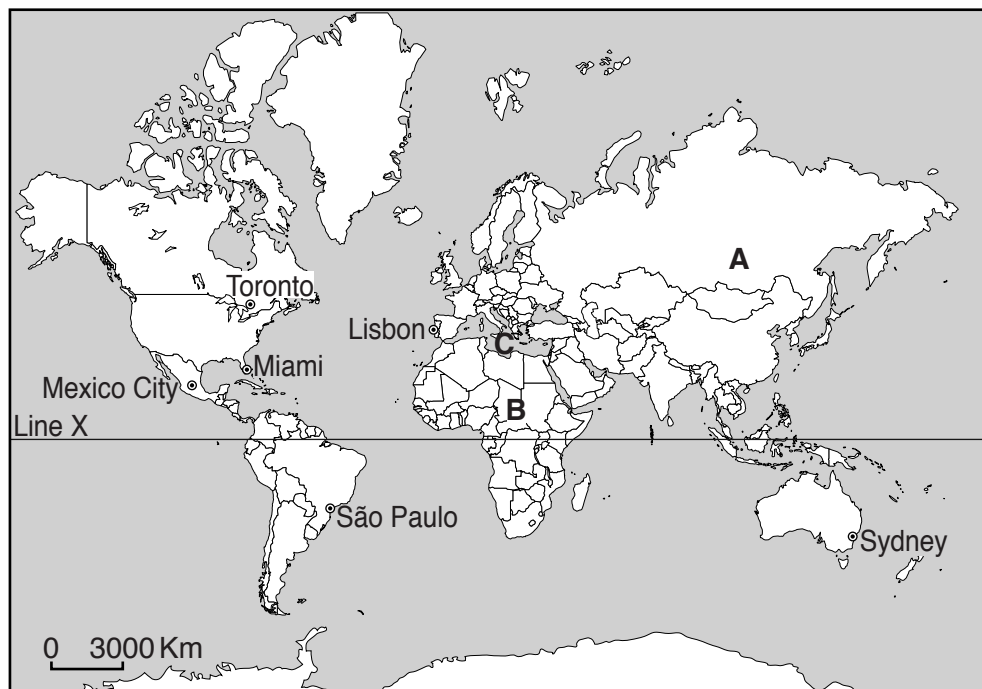 A
Toronto
Lisbon
C
Miami
Mexico City
B
Line X
São Paulo
Sydney
0 3000 Km